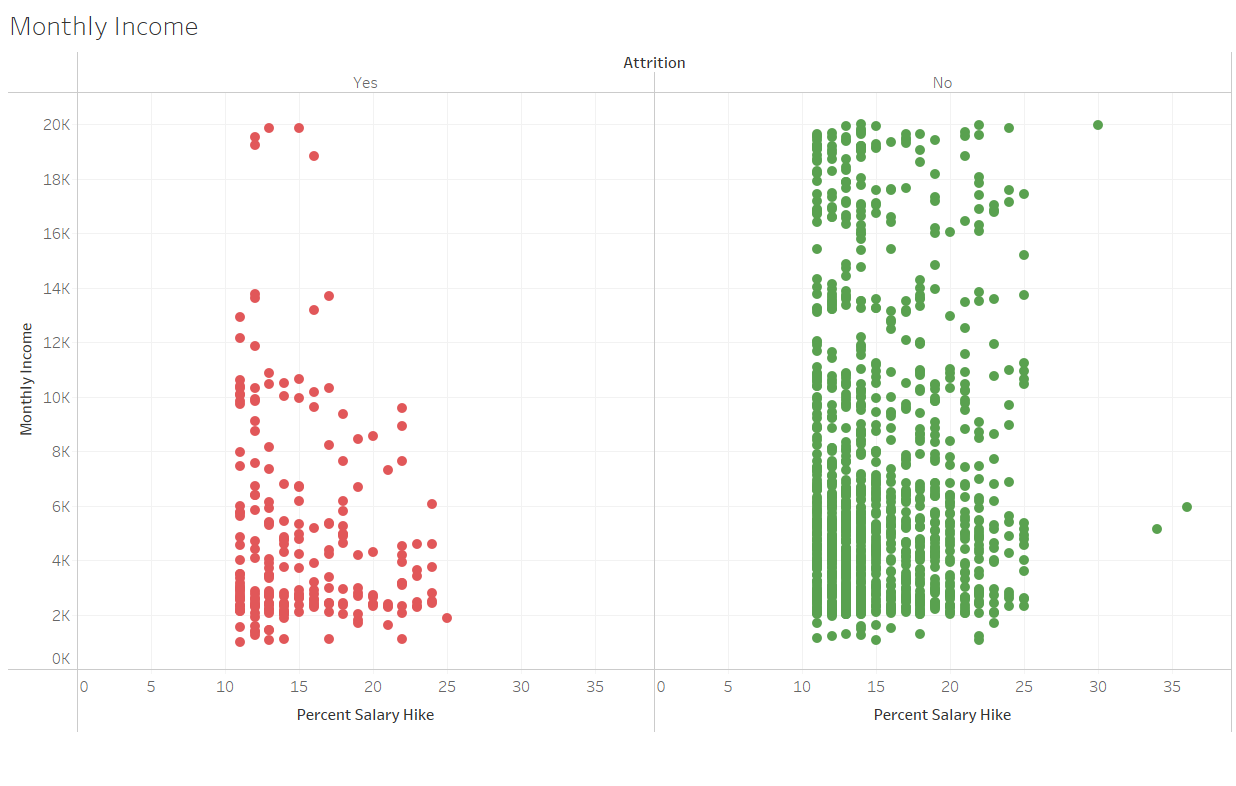 Monthly Income
Attrition
Yes No
20K
18K
16K
14K
12K
10K
8K
6K
4K
2K
0K
Monthly Income
0 5 10 15 20 25 30 35 0 5 10 15 20 25 30 35
Percent Salary Hike Percent Salary Hike